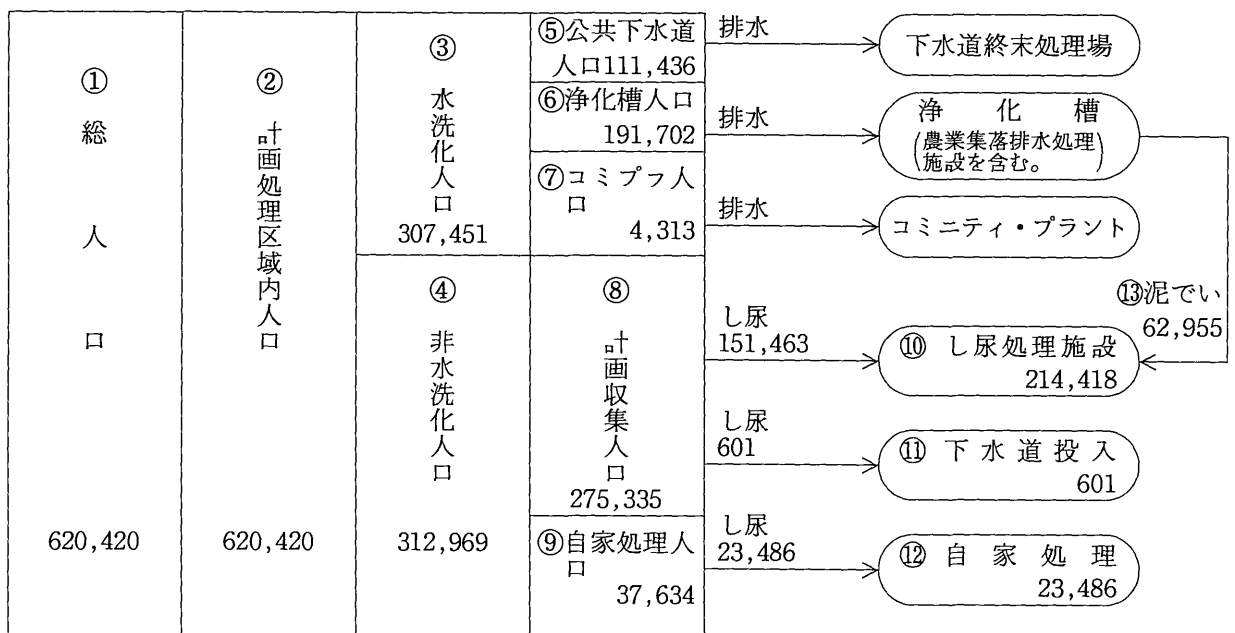 ①
総
人
口
620,420
②
計画処理区域内人口
620,420
③
水洗化人口
307,451
④
非水洗化人口
312,969
⑤公共下水道
人口111,436
⑥浄化槽人口
191,702
⑦コミプラ人
口
4,313
⑧
計画収集人口
275,335
⑨自家処理人
口
37,634
排水
下水道終末処理場
排水
浄化槽
(農業集落排水処理
施設を含む。)
排水
コミニティ・プラント
⑬泥でい
62,955
し尿
151,463
⑩ し尿処理施設
214,418
し尿
601
⑪ 下水道投入
601
し尿
23,486
⑫ 自家処理
23,486